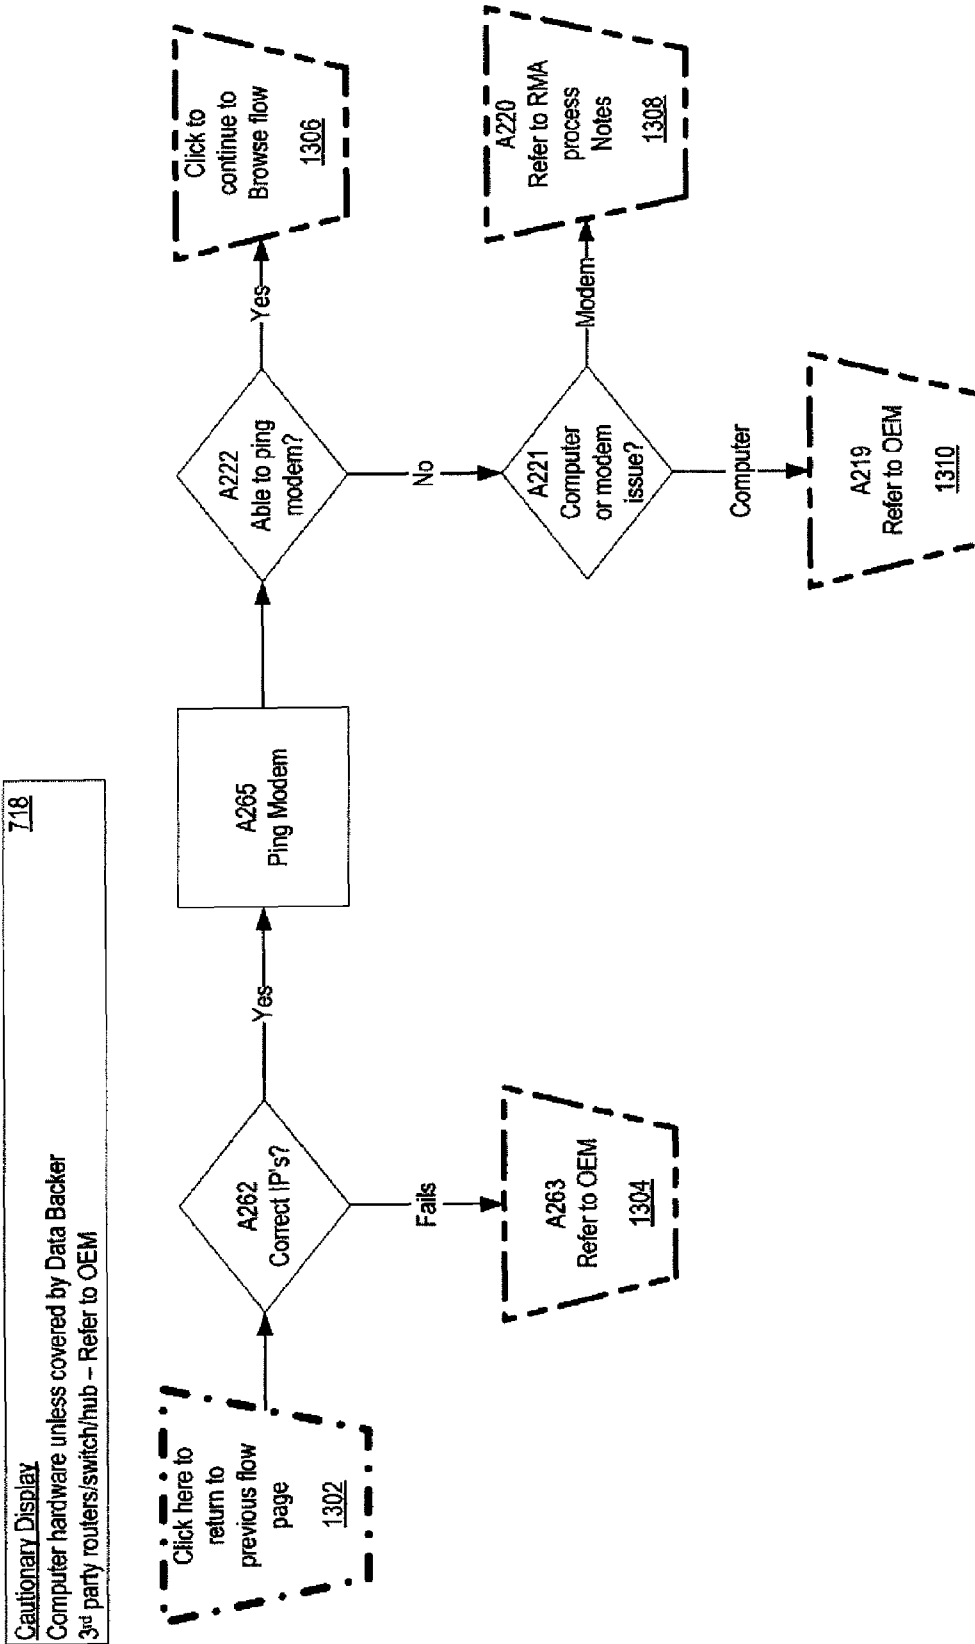 Cautionary Display
718
Computer hardware unless covered by Data Backer
3rd party routers/switch/hub – Refer to OEM
Click here to
return to
previous flow
page
1302
A262
Correct IP's?
Yes
Fails
A263
Refer to OEM
1304
A265
Ping Modem
A222
Able to ping
modem?
Yes
No
Click to
continue to
Browse flow
1306
A221
Computer
or modem
issue?
Modem
Computer
A220
Refer to RMA
process
Notes
1308
A219
Refer to OEM
1310